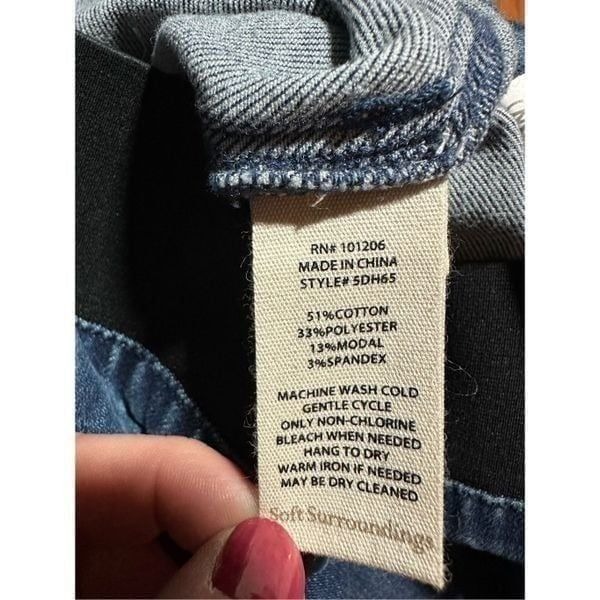 RN# 101206
MADE IN CHINA
STYLE# 5DH65
51%COTTON
33%POLYESTER
13%MODAL
3%SPANDEX
MACHINE WASH COLD
GENTLE CYCLE
ONLY NON-CHLORINE
BLEACH WHEN NEEDED
HANG TO DRY
WARM IRON IF NEEDED
MAY BE DRY CLEANED
Soft Surroundings